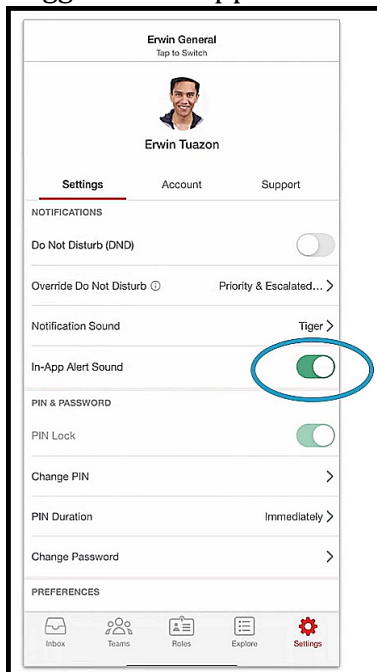 Erwin General
Tap to Switch
Erwin Tuazon
Settings Account Support
NOTIFICATIONS
Do Not Disturb (DND)
Override Do Not Disturb ⓘ Priority & Escalated... >
Notification Sound Tiger >
In-App Alert Sound
PIN & PASSWORD
PIN Lock
Change PIN >
PIN Duration Immediately >
Change Password >
PREFERENCES
Inbox Teams Roles Explore Settings